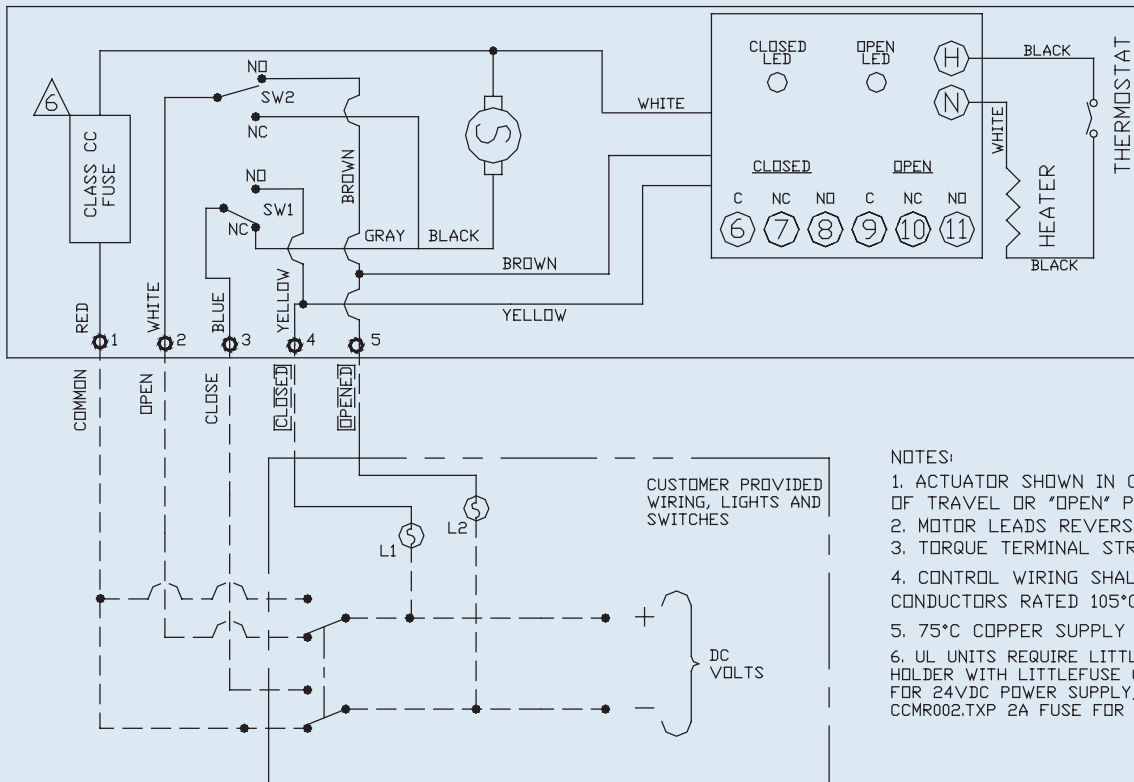 CLOSED
LED
OPEN
LED
H
BLACK
THERMOSTAT
NO
SW2
NC
6
CLASS CC
FUSE
WHITE
N
WHITE
BROWN
NO
SW1
NC
CLOSED
OPEN
C NC NO C NC NO
6 7 8 9 10 11
HEATER
BLACK
GRAY BLACK
BROWN
YELLOW
RED
WHITE
BLUE
YELLOW
1 2 3 4 5
COMMON
OPEN
CLOSE
CLOSED
OPENED
CUSTOMER PROVIDED
WIRING, LIGHTS AND
SWITCHES
L1
L2
+
-
DC
VOLTS
NOTES:
1. ACTUATOR SHOWN IN
OF TRAVEL OR "OPEN"
2. MOTOR LEADS
3. TORQUE TERMINAL
4. CONTROL WIRING
CONDUCTORS RATED 105°
5. 75°C COPPER SUPPLY
6. UL UNITS REQUIRE
HOLDER WITH LITTLEFUSE
FOR 24VDC POWER SUPPLY,
CCMR002.TXP 2A FUSE FOR